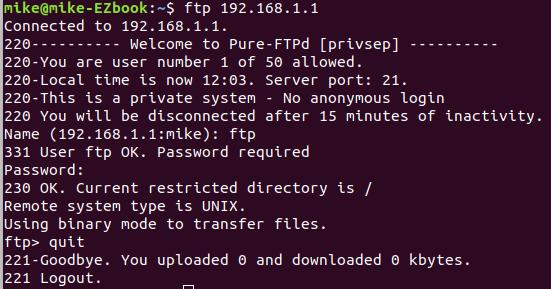 mike@mike-EZbook:~$ ftp 192.168.1.1
Connected to 192.168.1.1.
220---------- Welcome to Pure-FTPd [privsep] ----------
220-You are user number 1 of 50 allowed.
220-Local time is now 12:03. Server port: 21.
220-This is a private system - No anonymous login
220 You will be disconnected after 15 minutes of inactivity.
Name (192.168.1.1:mike): ftp
331 User ftp OK. Password required
Password:
230 OK. Current restricted directory is /
Remote system type is UNIX.
Using binary mode to transfer files.
ftp> quit
221-Goodbye. You uploaded 0 and downloaded 0 kbytes.
221 Logout.